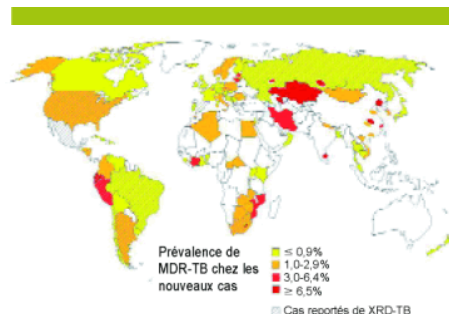 Prévalence de
MDR-TB chez les
nouveaux cas
≤ 0,9%
1,0-2,9%
3,0-6,4%
≥ 6,5%
Cas reportés de XRD-TB